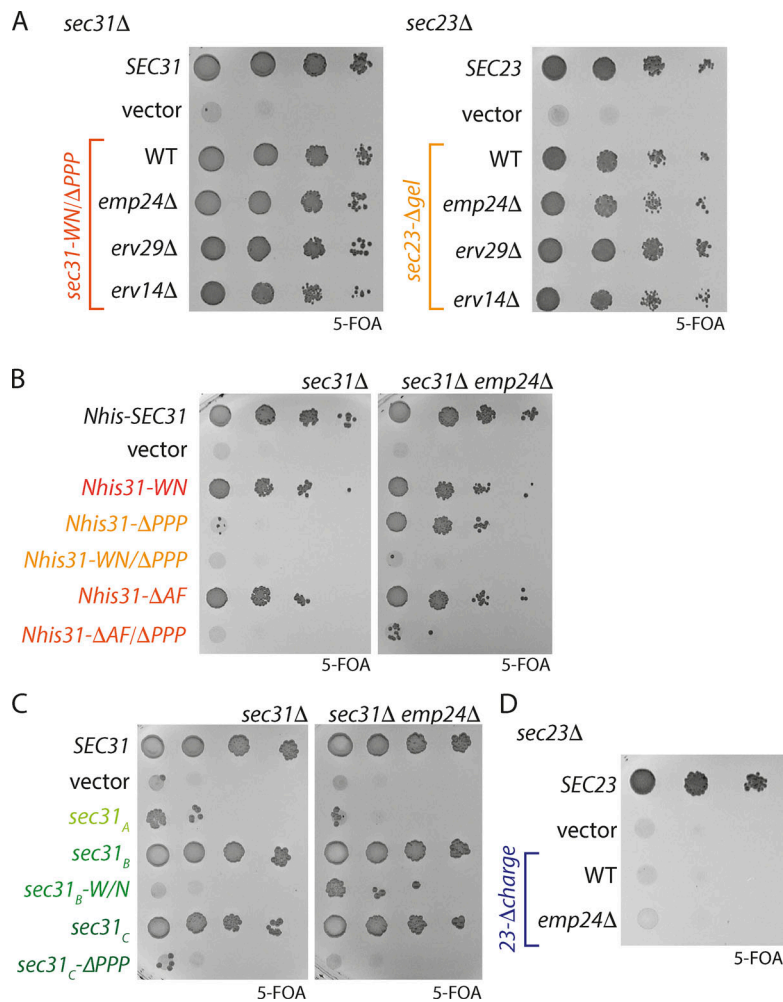 A
sec31Δ
sec23Δ
SEC31
vector
WT
emp24Δ
erv29Δ
erv14Δ
sec31-WN/ΔPPP
5-FOA
SEC23
vector
WT
emp24Δ
erv29Δ
erv14Δ
sec23-Δgel
5-FOA
B
sec31Δ
sec31Δ emp24Δ
Nhis-SEC31
vector
Nhis31-WN
Nhis31-ΔPPP
Nhis31-WN/ΔPPP
Nhis31-ΔAF
Nhis31-ΔAF/ΔPPP
5-FOA
5-FOA
C
sec31Δ
sec31Δ emp24Δ
SEC31
vector
sec31A
sec31B
sec31B-W/N
sec31C
sec31C-ΔPPP
5-FOA
5-FOA
D
sec23Δ
SEC23
vector
WT
emp24Δ
23-Δcharge
5-FOA